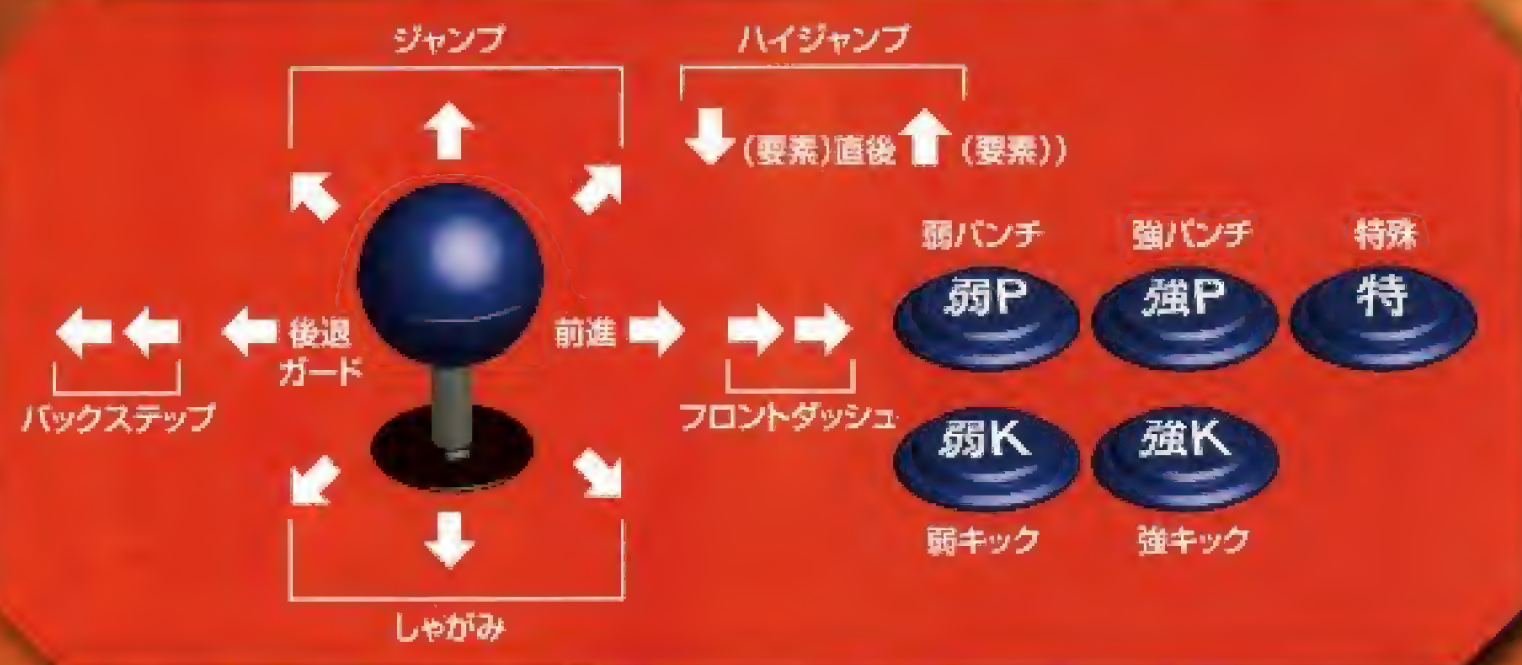 ジャンプ
ハイジャンプ
(要素)直後 (要素))
弱パンチ
強パンチ
特殊
弱P
強P
特
後退
ガード
前進
バックステップ
フロントダッシュ
弱K
強K
弱キック
強キック
しゃがみ